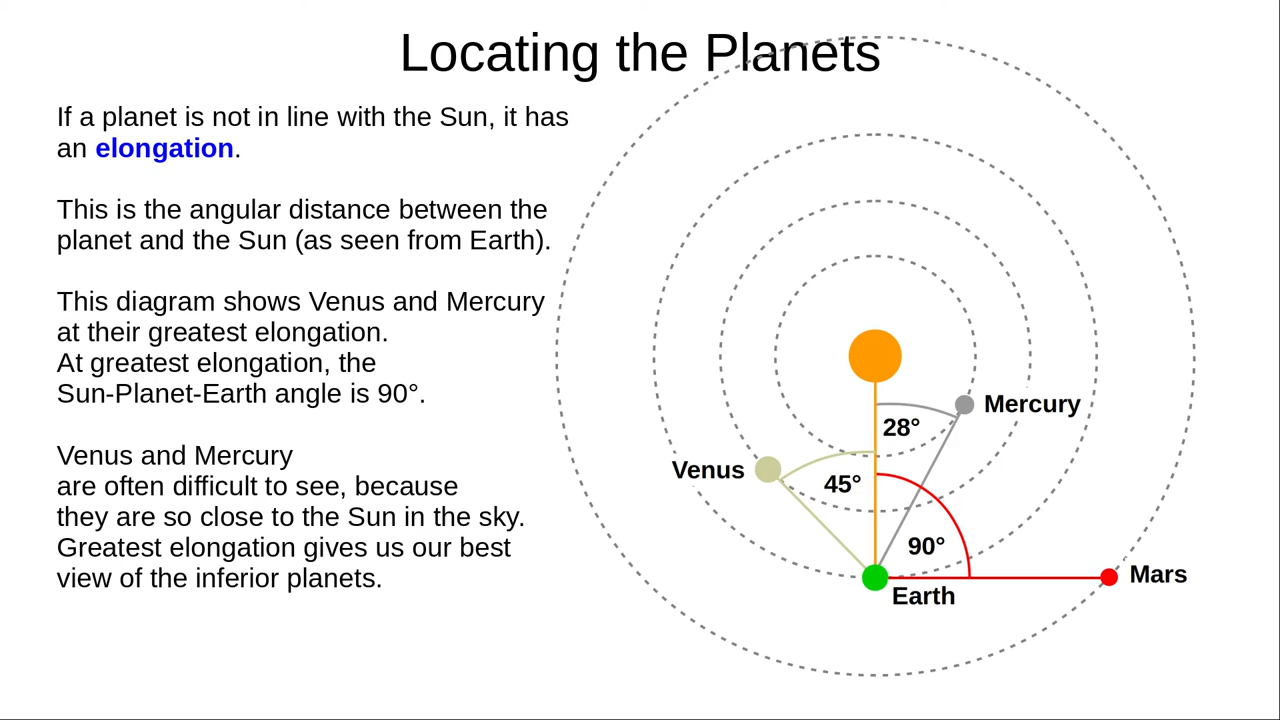 Locating the Planets
If a planet is not in line with the Sun, it has
an elongation.
This is the angular distance between the
planet and the Sun (as seen from Earth).
This diagram shows Venus and Mercury
at their greatest elongation.
At greatest elongation, the
Sun-Planet-Earth angle is 90°.
Venus and Mercury
are often difficult to see, because
they are so close to the Sun in the sky.
Greatest elongation gives us our best
view of the inferior planets.
Mercury
28°
Venus
45°
90°
Mars
Earth